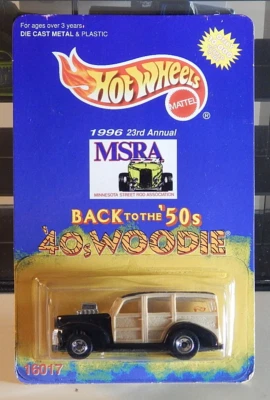 For ages over 3 years.
DIE CAST METAL & PLASTIC
Hot Wheels
MATTEL
®
1996 23rd Annual
MSRA
MINNESOTA STREET ROD ASSOCIATION
BACK TO THE '50s
'40s WOODIE
16017